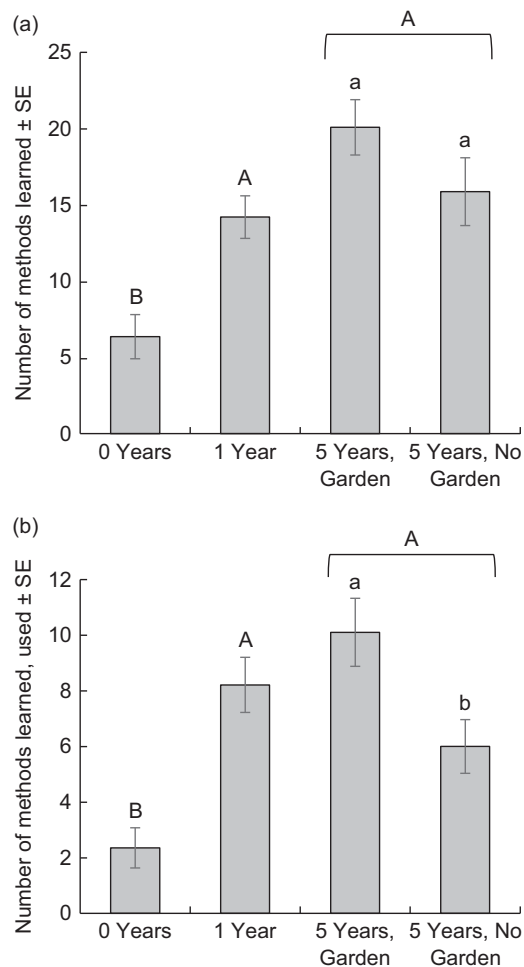 (a)
Number of methods learned ± SE
25
20
15
10
5
0
B
A
a
a
A
0 Years
1 Year
5 Years,
Garden
5 Years, No
Garden
(b)
Number of methods learned, used ± SE
12
10
8
6
4
2
0
B
A
a
b
A
0 Years
1 Year
5 Years,
Garden
5 Years, No
Garden